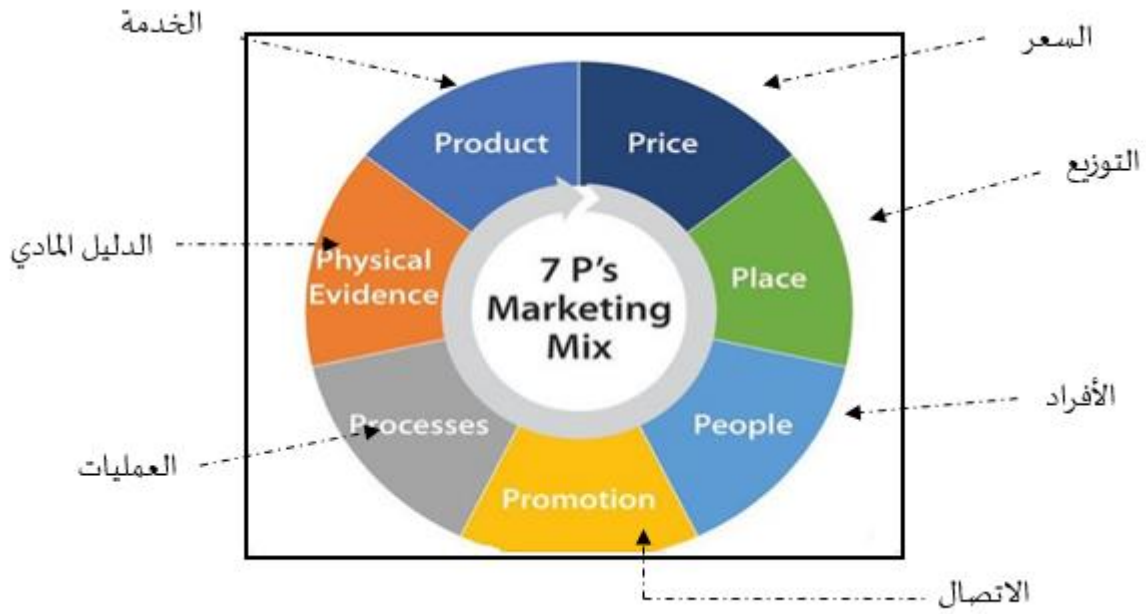 الخدمة
السعر
Product
Price
التوزيع
الدليل المادي
Physical
Evidence
7 P's
Marketing
Mix
Place
الأفراد
Processes
People
العمليات
Promotion
الاتصال